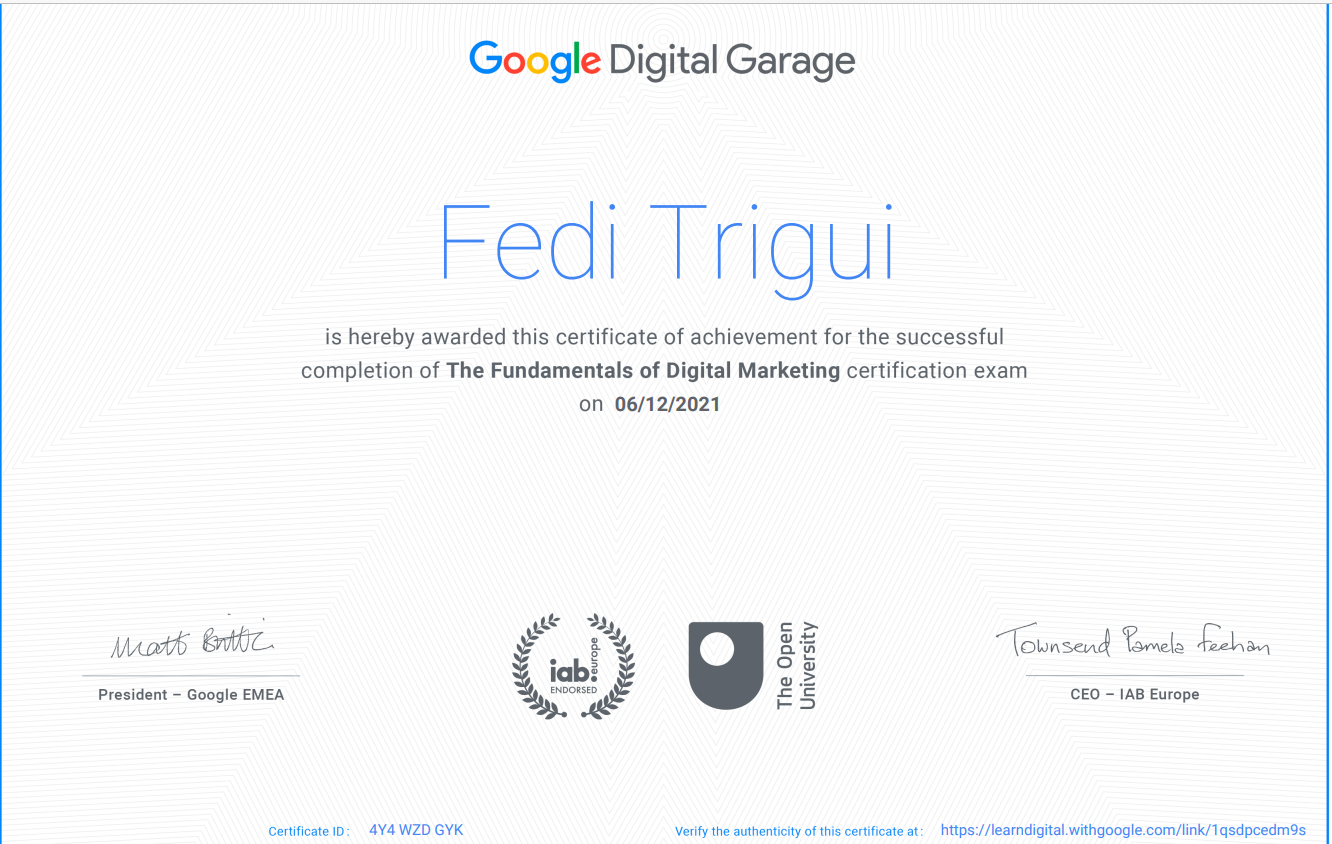 Google Digital Garage
Fedi Trigui
is hereby awarded this certificate of achievement for the successful
completion of The Fundamentals of Digital Marketing certification exam
on 06/12/2021
Matt Brittin
President – Google EMEA
iab europe
ENDORSED
The Open
University
Townsend Pamela Feehan
CEO – IAB Europe
Certificate ID : 4Y4 WZD GYK
Verify the authenticity of this certificate at : https://learndigital.withgoogle.com/link/1qsdpcedm9s